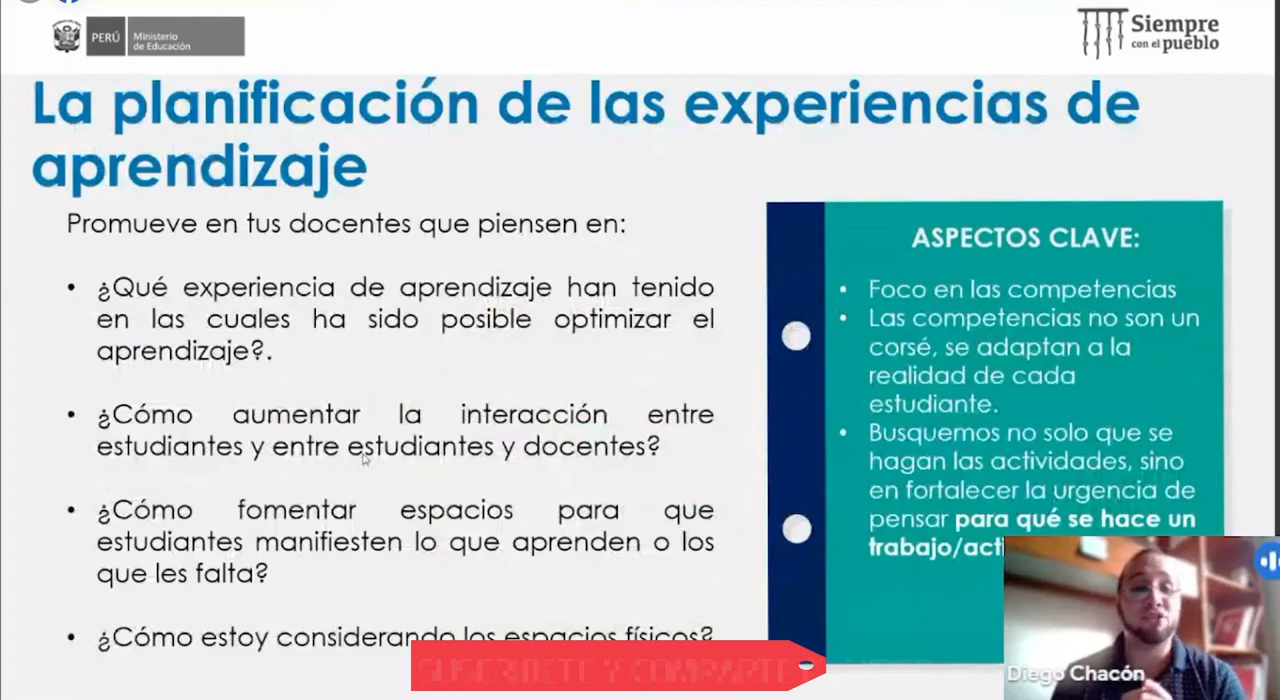 PERÚ
Ministerio
de Educación
Siempre
con el pueblo
La planificación de las experiencias de
aprendizaje
Promueve en tus docentes que piensen en:
• ¿Qué experiencia de aprendizaje han tenido
en las cuales ha sido posible optimizar el
aprendizaje?.
• ¿Cómo aumentar la interacción entre
estudiantes y entre estudiantes y docentes?
• ¿Cómo fomentar espacios para que
estudiantes manifiesten lo que aprenden o los
que les falta?
• ¿Cómo estoy considerando los espacios físicos?
ASPECTOS CLAVE:
• Foco en las competencias
• Las competencias no son un
corsé, se adaptan a la
realidad de cada
estudiante.
• Busquemos no solo que se
hagan las actividades, sino
en fortalecer la urgencia de
pensar para qué se hace un
SUSCRIBETE Y COMPARTE
Diego Chacón